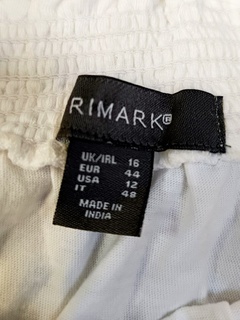 RIMARK®
UK/IRL 16
EUR 44
USA 12
IT 48
MADE IN
INDIA